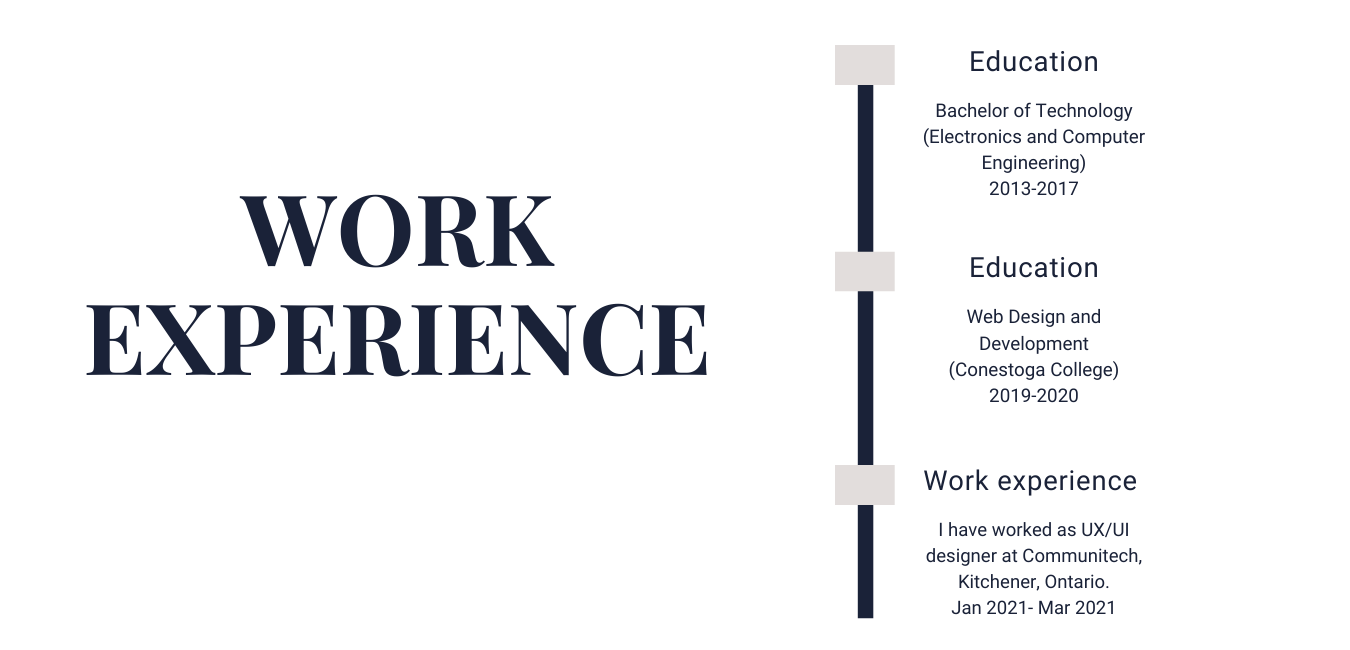 WORK
EXPERIENCE
Education
Bachelor of Technology
(Electronics and Computer
Engineering)
2013-2017
Education
Web Design and
Development
(Conestoga College)
2019-2020
Work experience
I have worked as UX/UI
designer at Communitech,
Kitchener, Ontario.
Jan 2021- Mar 2021